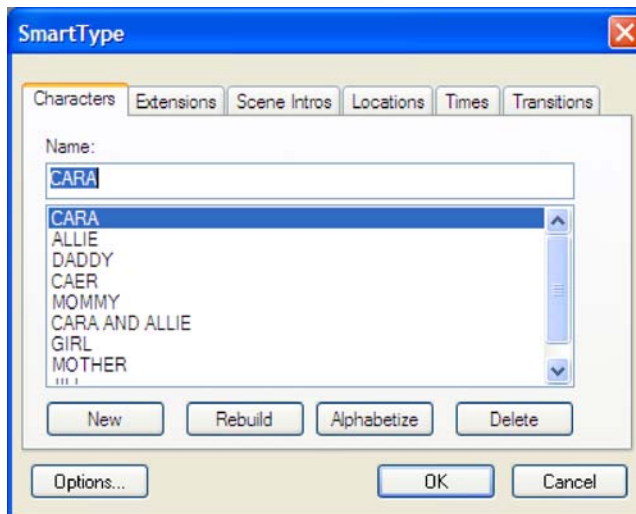 SmartType
Characters Extensions Scene Intros Locations Times Transitions
Name:
CARA
CARA
ALLIE
DADDY
CAER
MOMMY
CARA AND ALLIE
GIRL
MOTHER
New Rebuild Alphabetize Delete
Options... OK Cancel